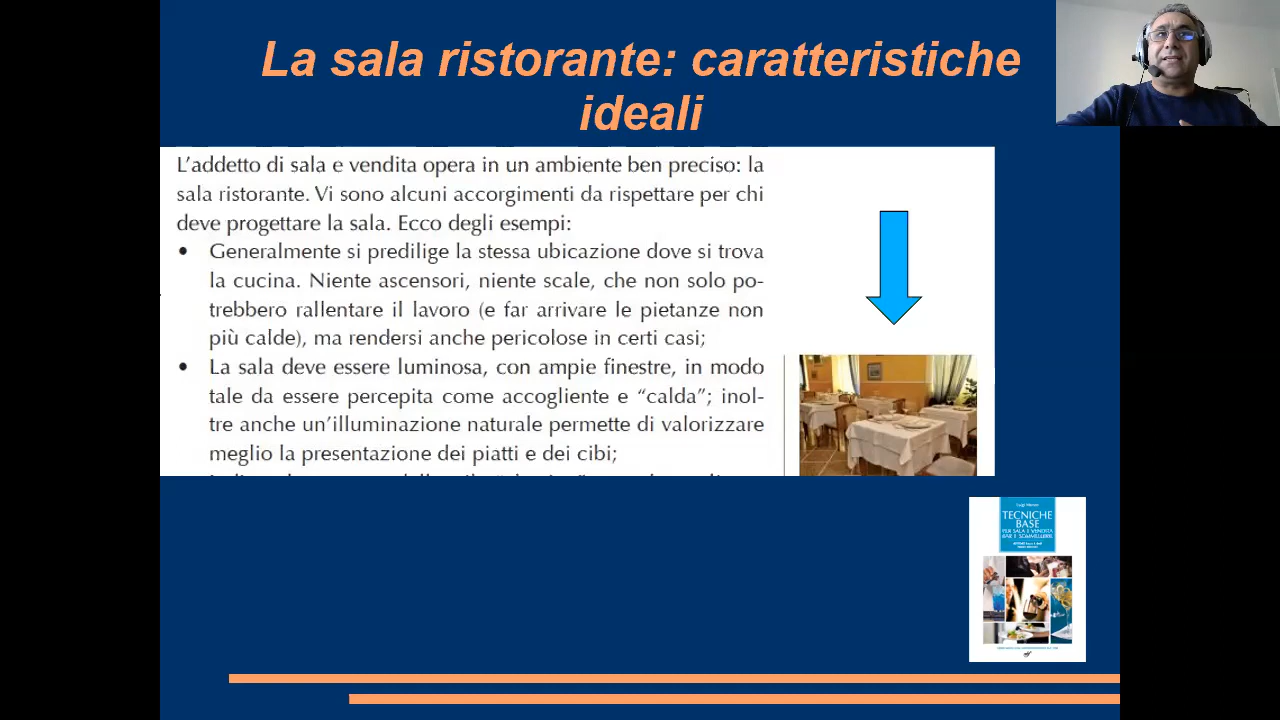 La sala ristorante: caratteristiche
ideali
L'addetto di sala e vendita opera in un ambiente ben preciso: la
sala ristorante. Vi sono alcuni accorgimenti da rispettare per chi
deve progettare la sala. Ecco degli esempi:
• Generalmente si predilige la stessa ubicazione dove si trova
la cucina. Niente ascensori, niente scale, che non solo po-
trebbero rallentare il lavoro (e far arrivare le pietanze non
più calde), ma rendersi anche pericolose in certi casi;
• La sala deve essere luminosa, con ampie finestre, in modo
tale da essere percepita come accogliente e "calda"; inol-
tre anche un'illuminazione naturale permette di valorizzare
meglio la presentazione dei piatti e dei cibi;
TECNICHE
BASE
PER SALA E VENDITA
BAR E SOMMELLERIE